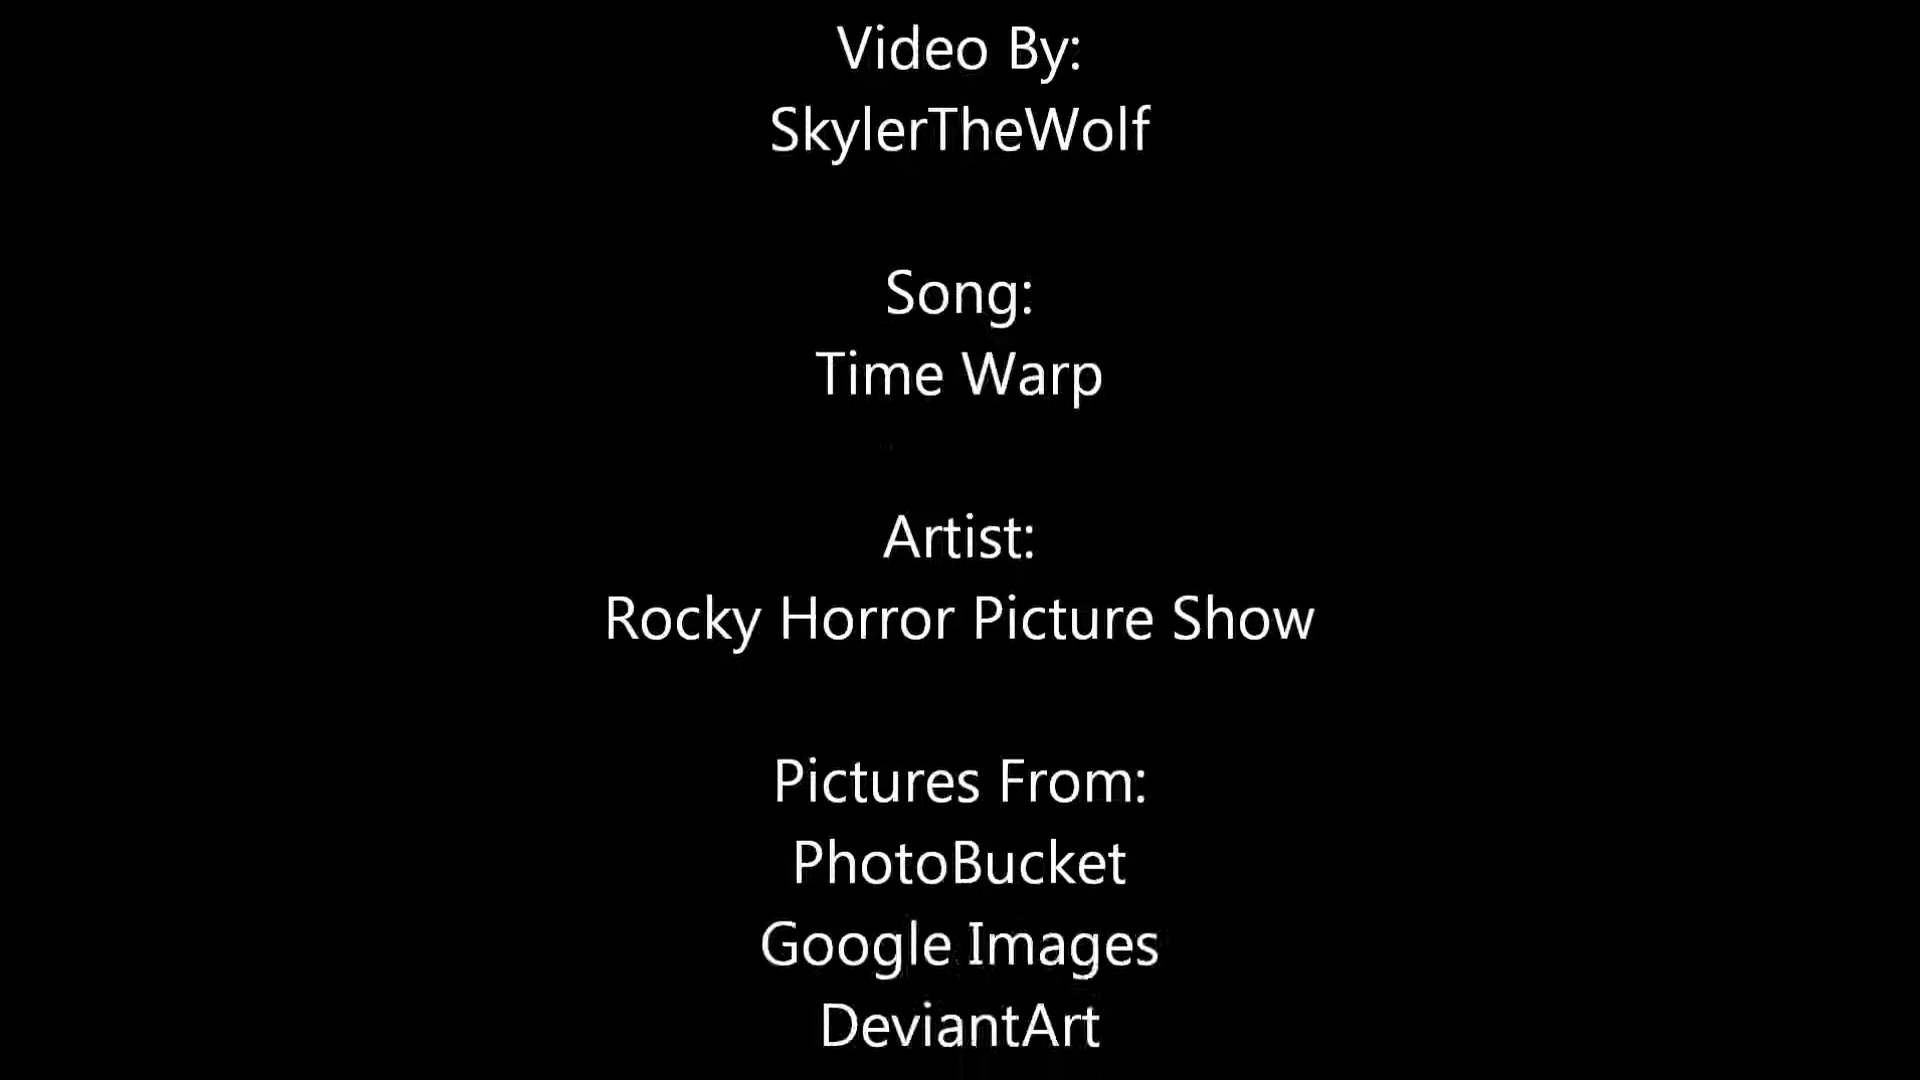 Video By:
SkylerTheWolf
Song:
Time Warp
Artist:
Rocky Horror Picture Show
Pictures From:
PhotoBucket
Google Images
DeviantArt